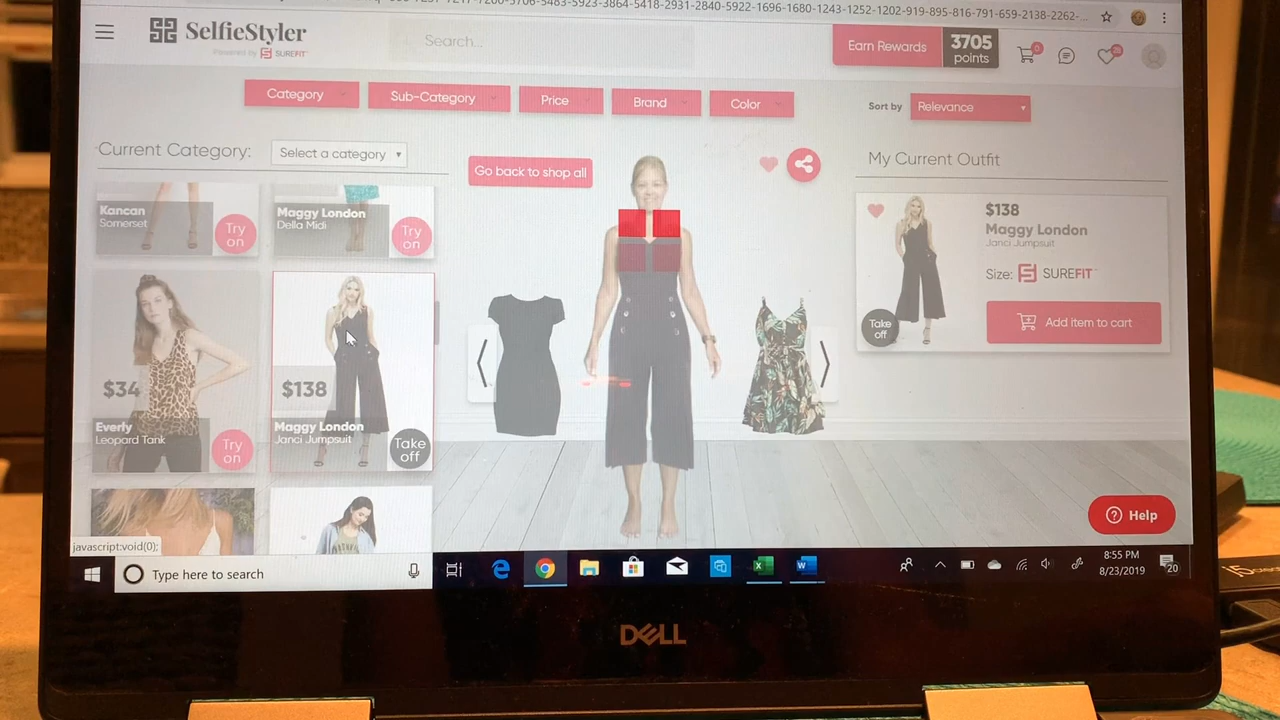 SelfieStyler
Powered by SUREFIT
Search...
Earn Rewards
3705
points
0
Category
Sub-Category
Price
Brand
Color
Sort by
Relevance
Current Category:
Select a category
Go back to shop all
My Current Outfit
Kancan
Somerset
Try
on
Maggy London
Della Midi
Try
on
$34
Everly
Leopard Tank
Try
on
$138
Maggy London
Janci Jumpsuit
Take
off
$138
Maggy London
Janci Jumpsuit
Size: SUREFIT
Add item to cart
Take
off
Help
javascript:void(0);
Type here to search
8:55 PM
8/23/2019
20
DELL